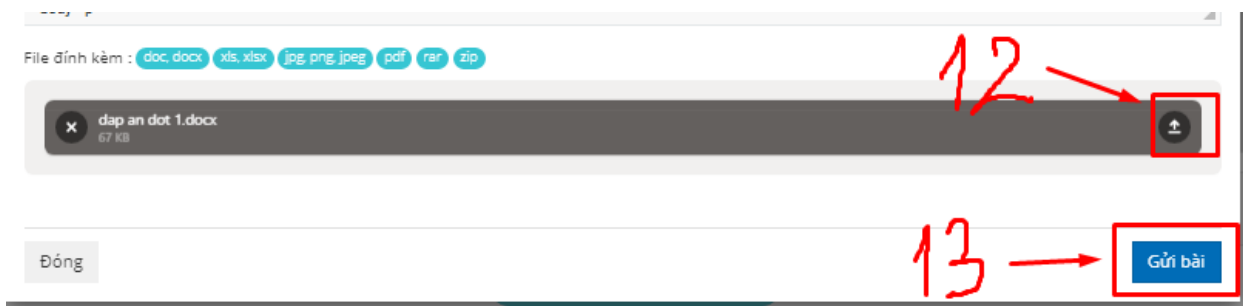 File đính kèm : doc, docx xls, xlsx jpg, png, jpeg pdf rar zip
12
dap an dot 1.docx
67 KB
13
Đóng
Gửi bài